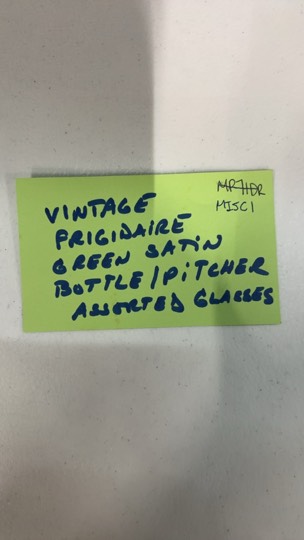 MISC1
VINTAGE
FRIGIDAIRE
GREEN SATIN
BOTTLE/PITCHER
ASSORTED GLASSES